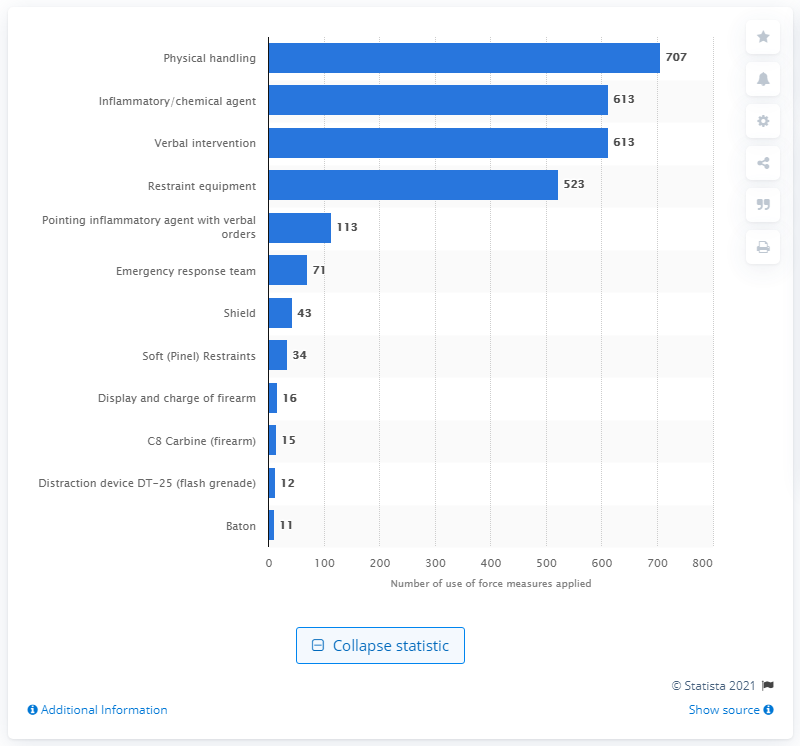 Physical handling 707
Inflammatory/chemical agent 613
Verbal intervention 613
Restraint equipment 523
Pointing inflammatory agent with verbal
orders 113
Emergency response team 71
Shield 43
Soft (Pinel) Restraints 34
Display and charge of firearm 16
C8 Carbine (firearm) 15
Distraction device DT-25 (flash grenade) 12
Baton 11
0 100 200 300 400 500 600 700 800
Number of use of force measures applied
Collapse statistic
© Statista 2021
Additional Information
Show source